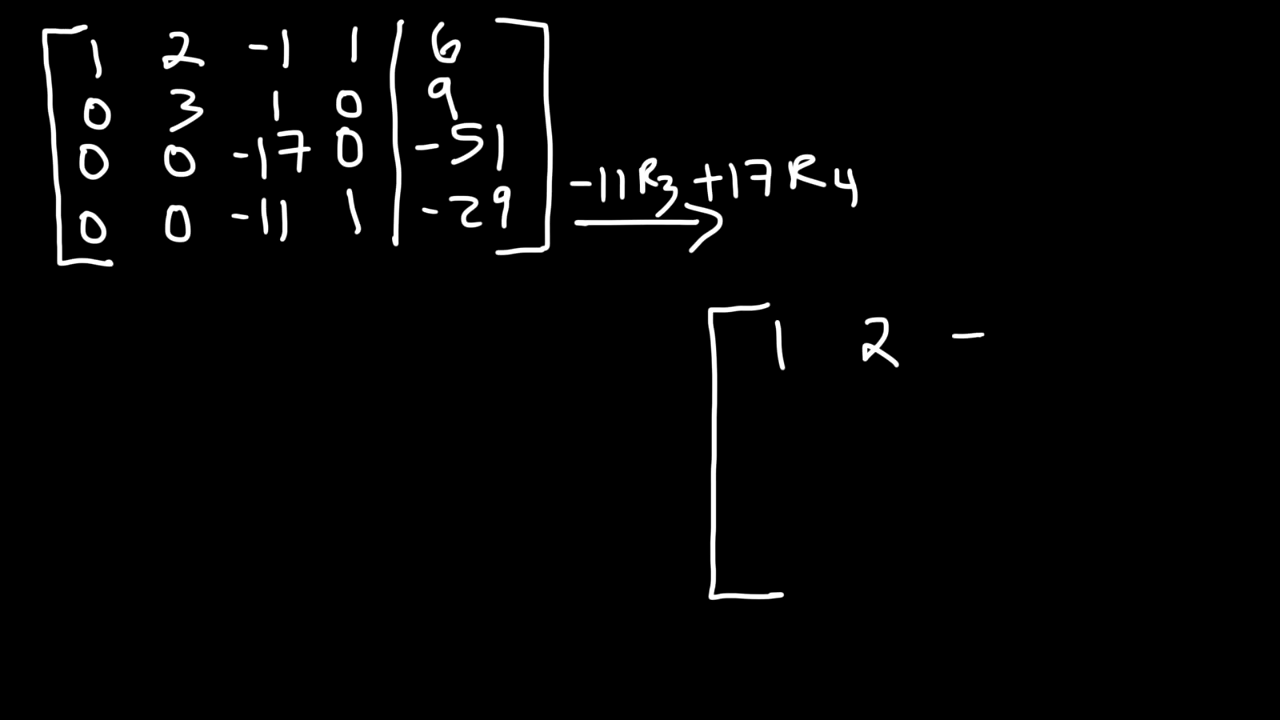 1 2 -1 1 | 6
0 3 1 0 | 9
0 0 -17 0 | -51
0 0 -11 1 | -29
-11R₃ +17R₄
1 2 -